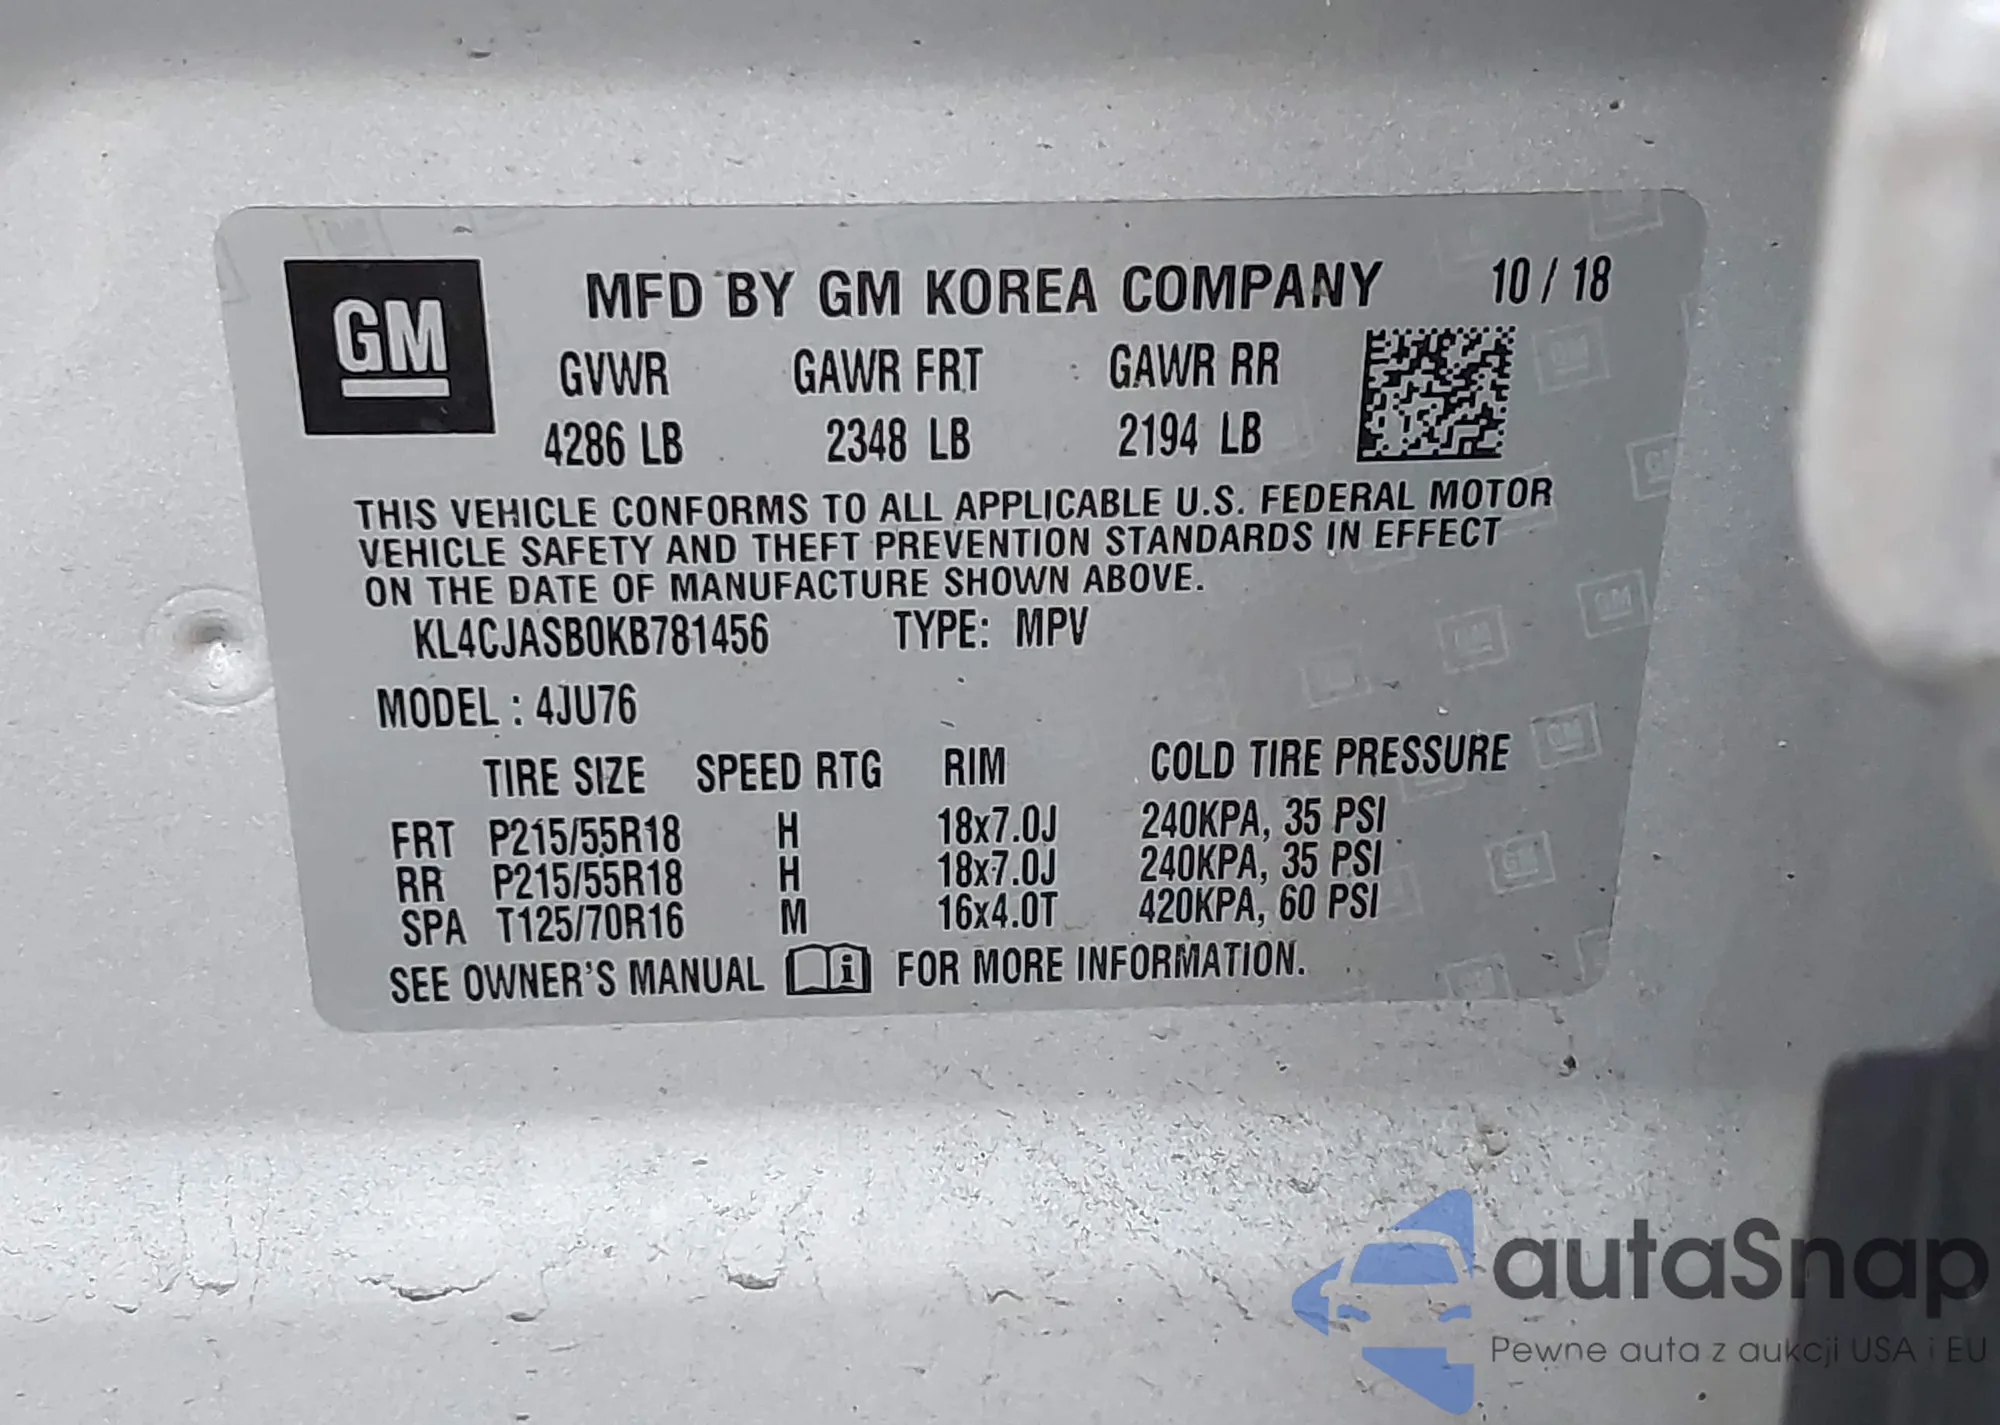 GM
MFD BY GM KOREA COMPANY 10 / 18
GVWR GAWR FRT GAWR RR
4286 LB 2348 LB 2194 LB
THIS VEHICLE CONFORMS TO ALL APPLICABLE U.S. FEDERAL MOTOR
VEHICLE SAFETY AND THEFT PREVENTION STANDARDS IN EFFECT
ON THE DATE OF MANUFACTURE SHOWN ABOVE.
KL4CJASB0KB781456 TYPE: MPV
MODEL : 4JU76
TIRE SIZE SPEED RTG RIM COLD TIRE PRESSURE
FRT P215/55R18 H 18x7.0J 240KPA, 35 PSI
RR P215/55R18 H 18x7.0J 240KPA, 35 PSI
SPA T125/70R16 M 16x4.0T 420KPA, 60 PSI
SEE OWNER'S MANUAL i FOR MORE INFORMATION.
autaSnap
Pewne auta z aukcji USA i EU